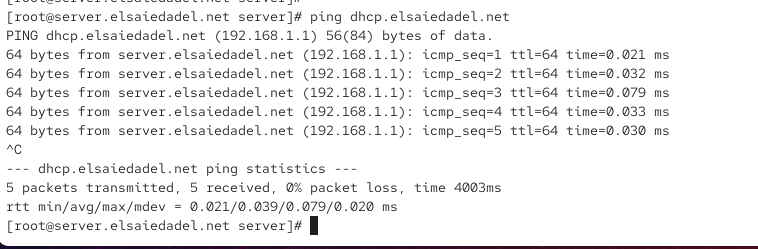 [root@server.elsaiedadel.net server]#
[root@server.elsaiedadel.net server]# ping dhcp.elsaiedadel.net
PING dhcp.elsaiedadel.net (192.168.1.1) 56(84) bytes of data.
64 bytes from server.elsaiedadel.net (192.168.1.1): icmp_seq=1 ttl=64 time=0.021 ms
64 bytes from server.elsaiedadel.net (192.168.1.1): icmp_seq=2 ttl=64 time=0.032 ms
64 bytes from server.elsaiedadel.net (192.168.1.1): icmp_seq=3 ttl=64 time=0.079 ms
64 bytes from server.elsaiedadel.net (192.168.1.1): icmp_seq=4 ttl=64 time=0.033 ms
64 bytes from server.elsaiedadel.net (192.168.1.1): icmp_seq=5 ttl=64 time=0.030 ms
^C
--- dhcp.elsaiedadel.net ping statistics ---
5 packets transmitted, 5 received, 0% packet loss, time 4003ms
rtt min/avg/max/mdev = 0.021/0.039/0.079/0.020 ms
[root@server.elsaiedadel.net server]#